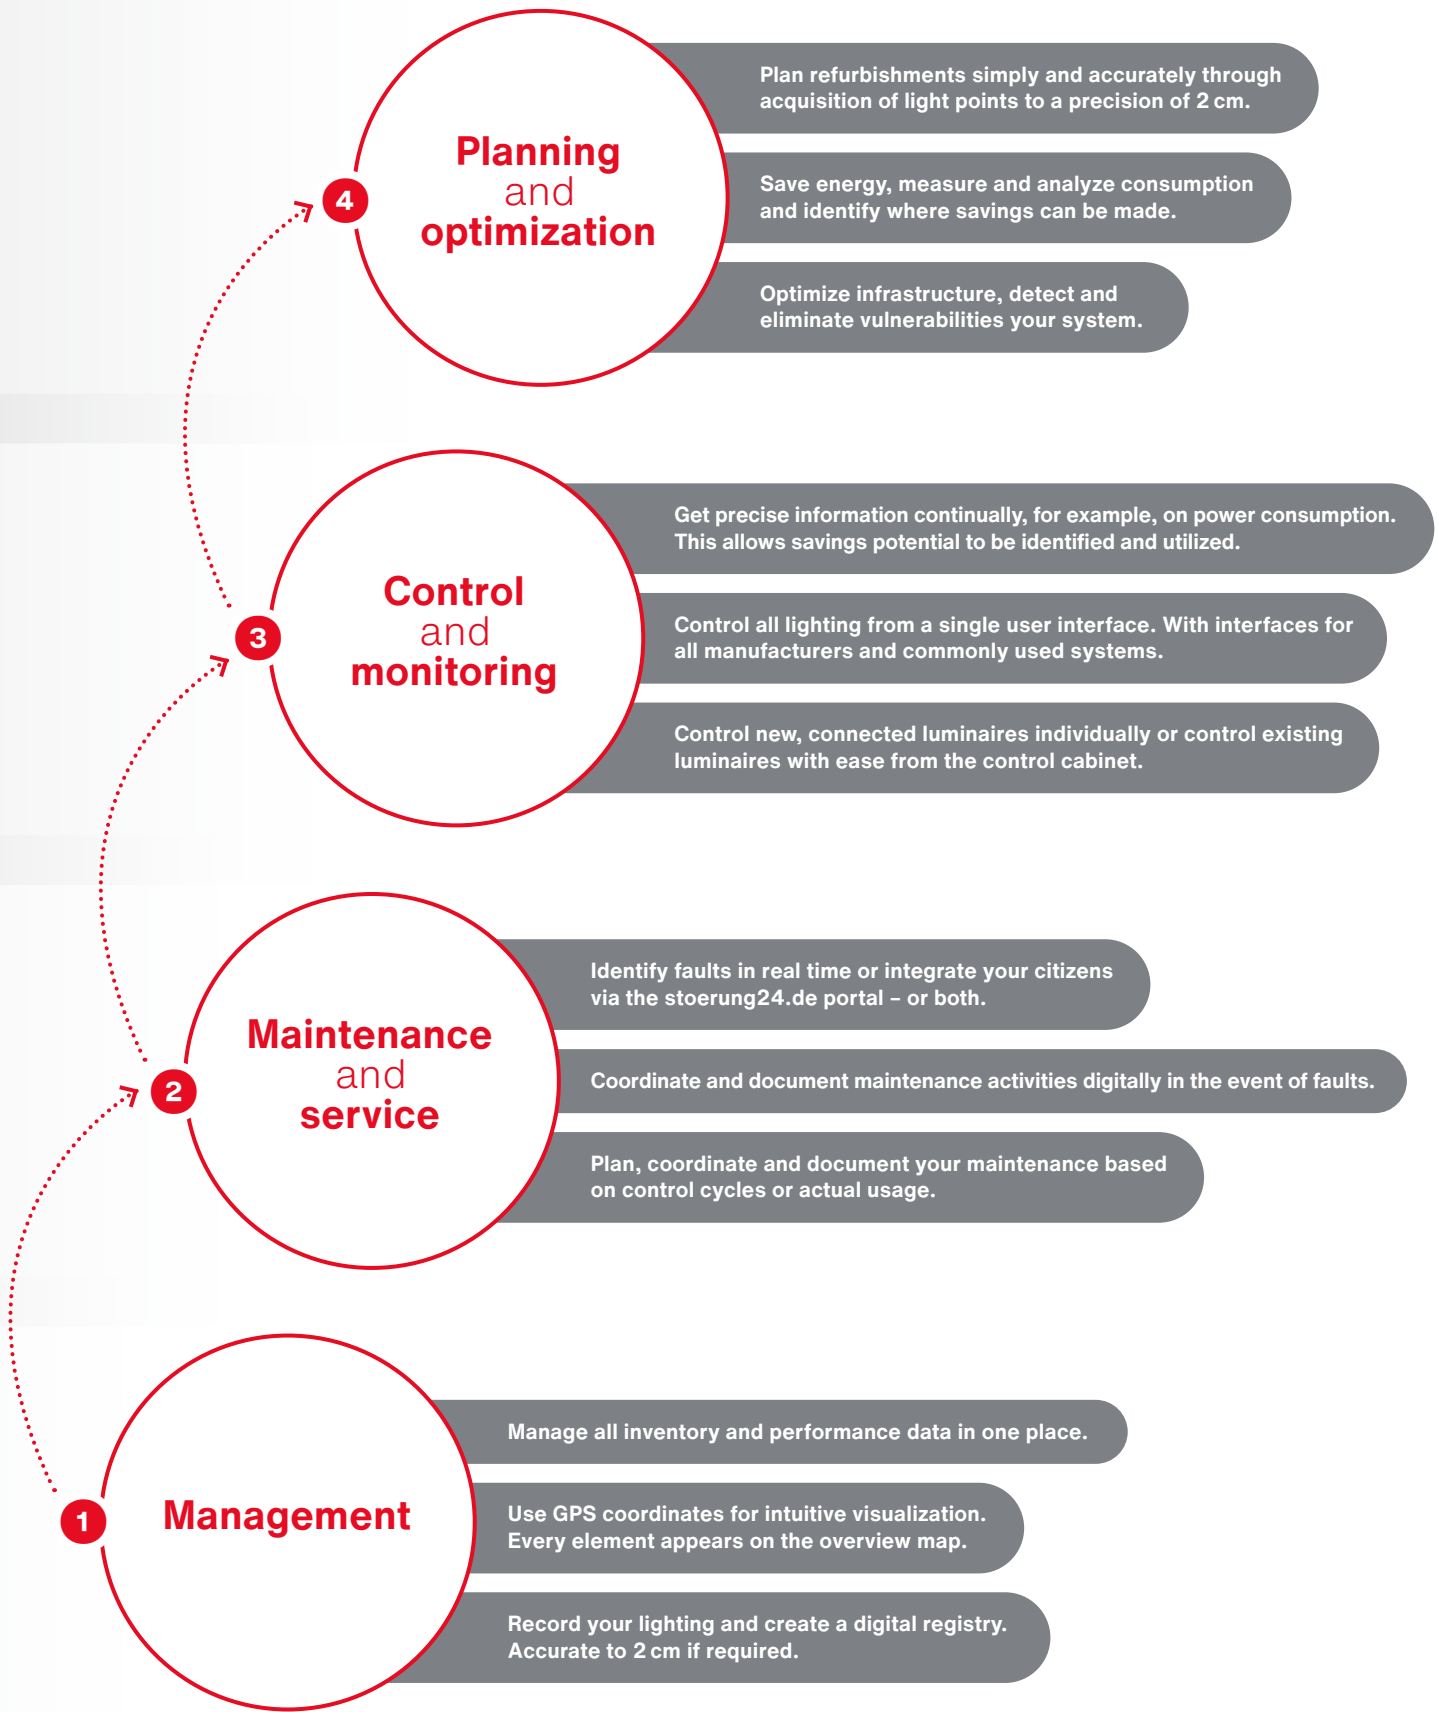 4
Planning
and
optimization
Plan refurbishments simply and accurately through
acquisition of light points to a precision of 2 cm.
Save energy, measure and analyze consumption
and identify where savings can be made.
Optimize infrastructure, detect and
eliminate vulnerabilities your system.
3
Control
and
monitoring
Get precise information continually, for example, on power consumption.
This allows savings potential to be identified and utilized.
Control all lighting from a single user interface. With interfaces for
all manufacturers and commonly used systems.
Control new, connected luminaires individually or control existing
luminaires with ease from the control cabinet.
2
Maintenance
and
service
Identify faults in real time or integrate your citizens
via the stoerung24.de portal – or both.
Coordinate and document maintenance activities digitally in the event of faults.
Plan, coordinate and document your maintenance based
on control cycles or actual usage.
1
Management
Manage all inventory and performance data in one place.
Use GPS coordinates for intuitive visualization.
Every element appears on the overview map.
Record your lighting and create a digital registry.
Accurate to 2 cm if required.